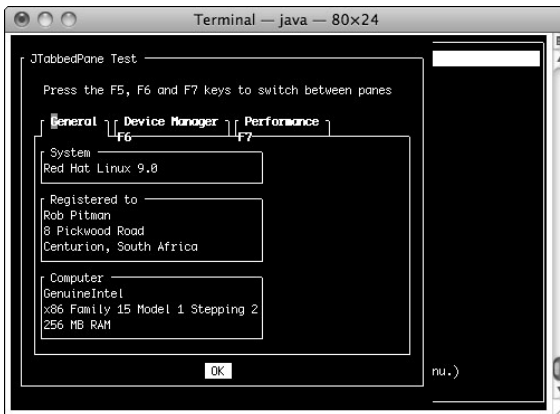 Terminal — java — 80×24
JTabbedPane Test
Press the F5, F6 and F7 keys to switch between panes
General Device Manager Performance
F6 F7
System
Red Hat Linux 9.0
Registered to
Rob Pitman
8 Pickwood Road
Centurion, South Africa
Computer
GenuineIntel
x86 Family 15 Model 1 Stepping 2
256 MB RAM
OK
nu.)